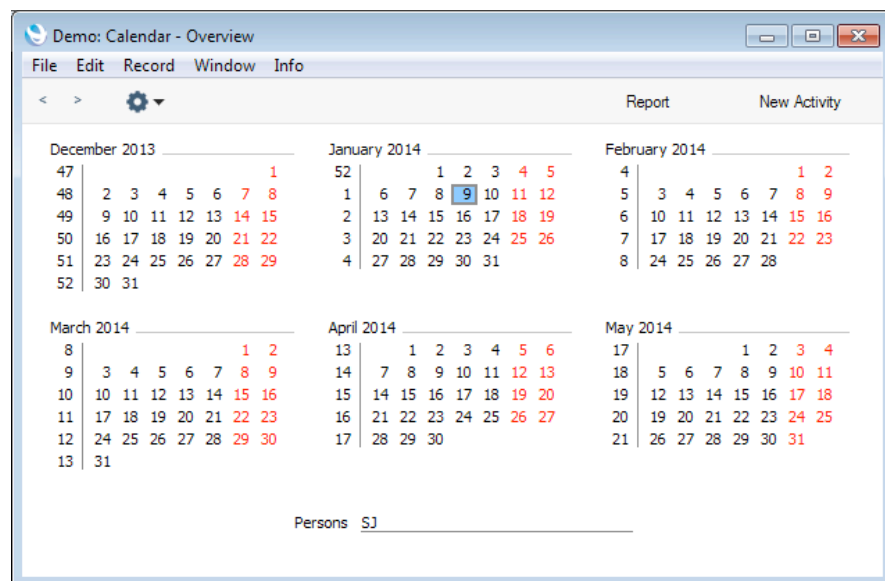 Demo: Calendar - Overview
File Edit Record Window Info
< > Report New Activity
December 2013 January 2014 February 2014
47 1 52 1 2 3 4 5 4 1 2
48 2 3 4 5 6 7 8 1 6 7 8 9 10 11 12 5 3 4 5 6 7 8 9
49 9 10 11 12 13 14 15 2 13 14 15 16 17 18 19 6 10 11 12 13 14 15 16
50 16 17 18 19 20 21 22 3 20 21 22 23 24 25 26 7 17 18 19 20 21 22 23
51 23 24 25 26 27 28 29 4 27 28 29 30 31 8 24 25 26 27 28
52 30 31
March 2014 April 2014 May 2014
8 1 2 13 1 2 3 4 5 6 17 1 2 3 4
9 3 4 5 6 7 8 9 14 7 8 9 10 11 12 13 18 5 6 7 8 9 10 11
10 10 11 12 13 14 15 16 15 14 15 16 17 18 19 20 19 12 13 14 15 16 17 18
11 17 18 19 20 21 22 23 16 21 22 23 24 25 26 27 20 19 20 21 22 23 24 25
12 24 25 26 27 28 29 30 17 28 29 30 21 26 27 28 29 30 31
13 31
Persons SJ